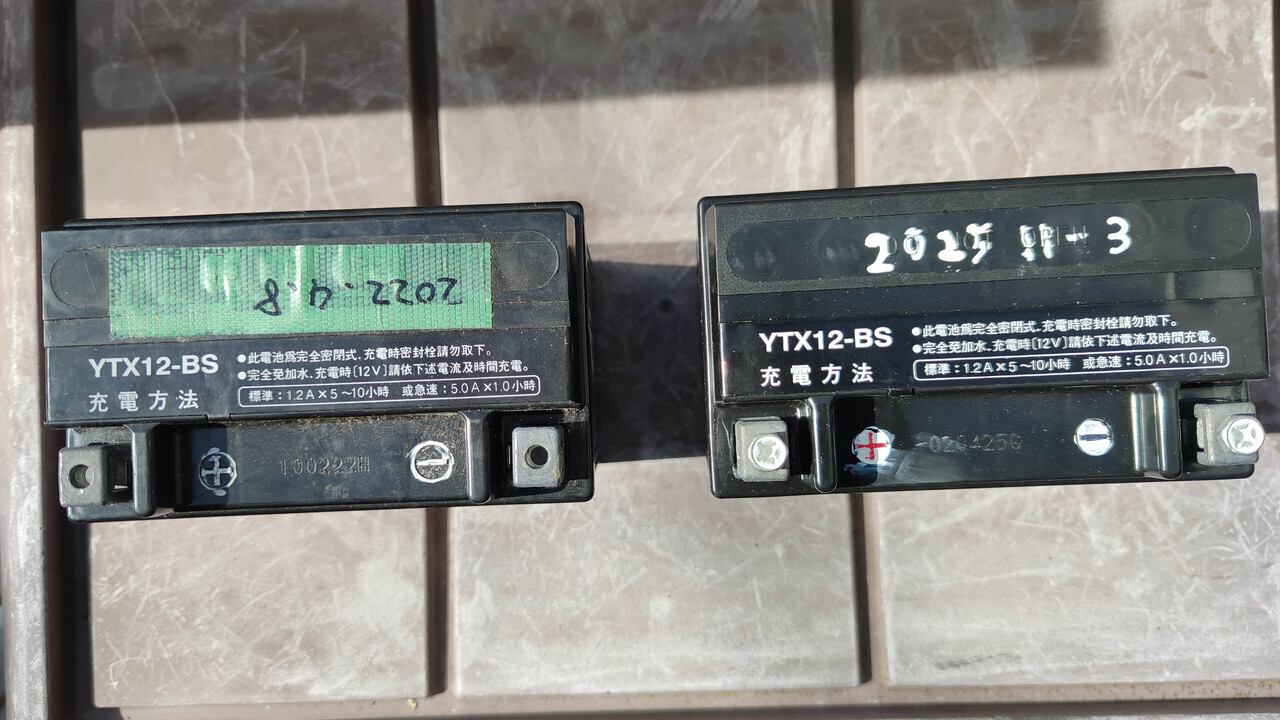 2022.4.8
YTX12-BS
充電方法
●此電池為完全密閉式.充電時密封栓請勿取下。
●完全免加水.充電時[12V]請依下述電流及時間充電。
標準：1.2A×5～10小時 或急速：5.0A×1.0小時
+
100222H
−
2025 11-3
YTX12-BS
充電方法
●此電池為完全密閉式.充電時密封栓請勿取下。
●完全免加水.充電時[12V]請依下述電流及時間充電。
標準：1.2A×5～10小時 或急速：5.0A×1.0小時
+
−